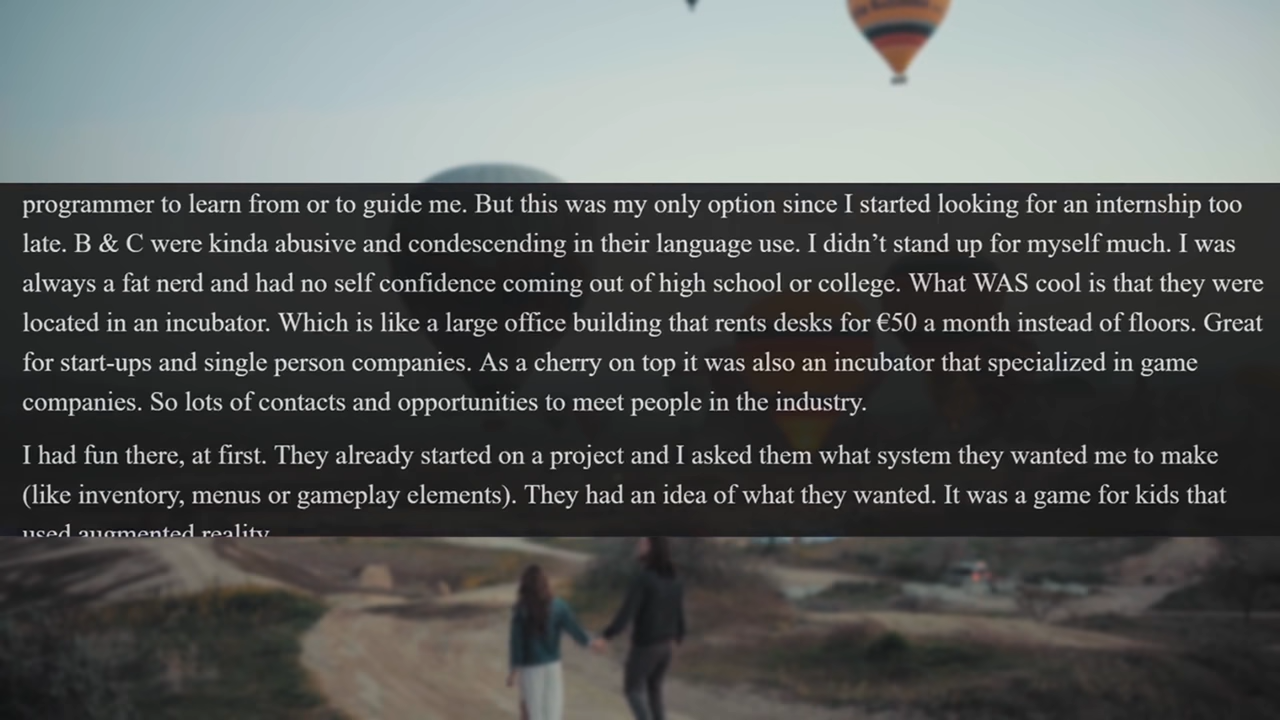 programmer to learn from or to guide me. But this was my only option since I started looking for an internship too
late. B & C were kinda abusive and condescending in their language use. I didn’t stand up for myself much. I was
always a fat nerd and had no self confidence coming out of high school or college. What WAS cool is that they were
located in an incubator. Which is like a large office building that rents desks for €50 a month instead of floors. Great
for start-ups and single person companies. As a cherry on top it was also an incubator that specialized in game
companies. So lots of contacts and opportunities to meet people in the industry.
I had fun there, at first. They already started on a project and I asked them what system they wanted me to make
(like inventory, menus or gameplay elements). They had an idea of what they wanted. It was a game for kids that
used augmented reality